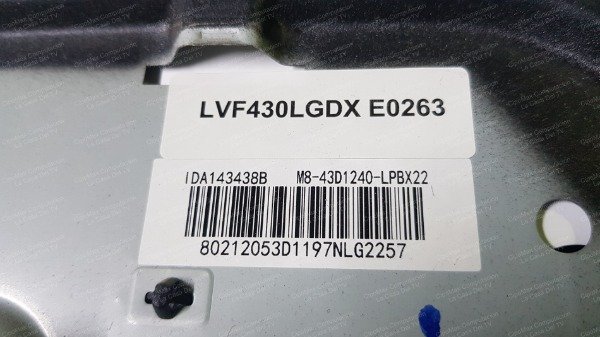 LVF430LGDX E0263
IDA143438B M8-43D1240-LPBX22
80212053D1197NLG2257